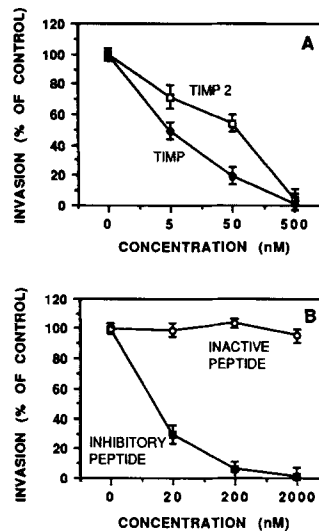 A
INVASION (% OF CONTROL)
120
100
80
60
40
20
0
TIMP 2
TIMP
0 5 50 500
CONCENTRATION (nM)
B
INVASION (% OF CONTROL)
120
100
80
60
40
20
0
INACTIVE
PEPTIDE
INHIBITORY
PEPTIDE
0 20 200 2000
CONCENTRATION (nM)